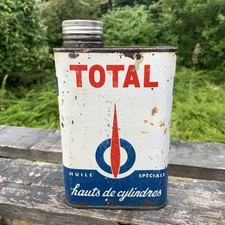 TOTAL
HUILE SPÉCIALE
hauts de cylindres